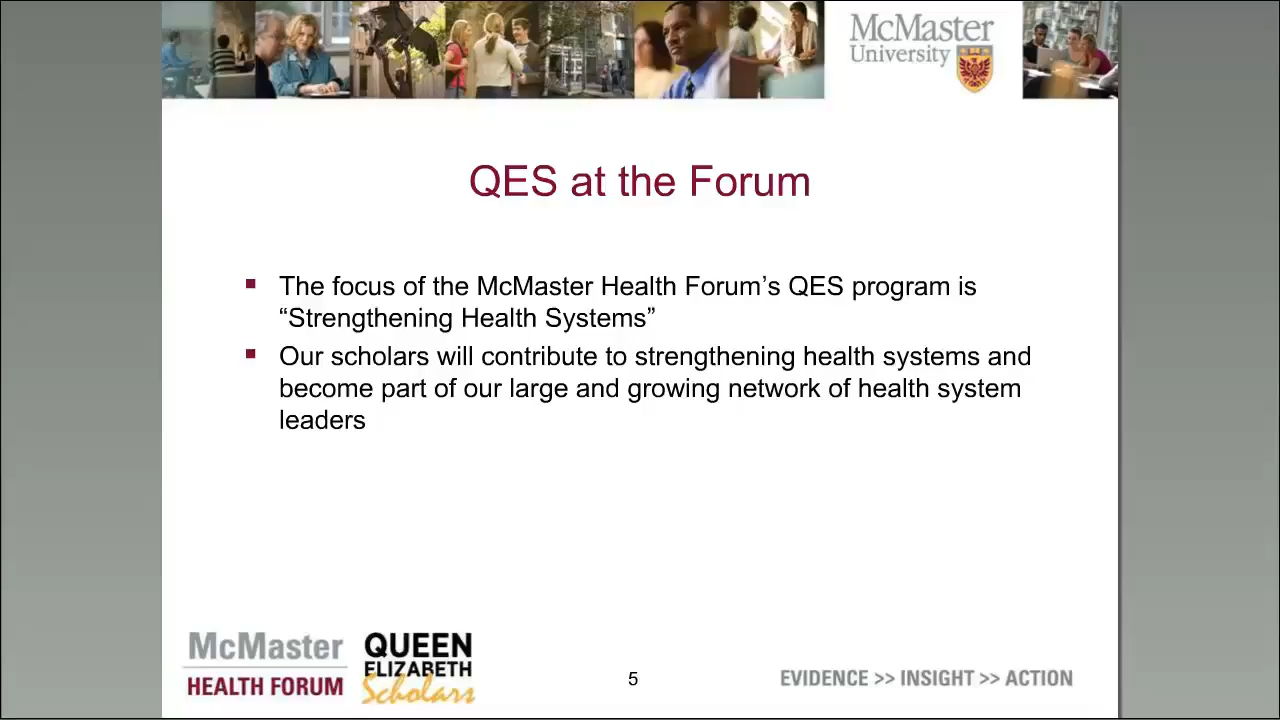 McMaster
University
QES at the Forum
▪ The focus of the McMaster Health Forum’s QES program is
“Strengthening Health Systems”
▪ Our scholars will contribute to strengthening health systems and
become part of our large and growing network of health system
leaders
McMaster
HEALTH FORUM
QUEEN
ELIZABETH
Scholars
5
EVIDENCE >> INSIGHT >> ACTION